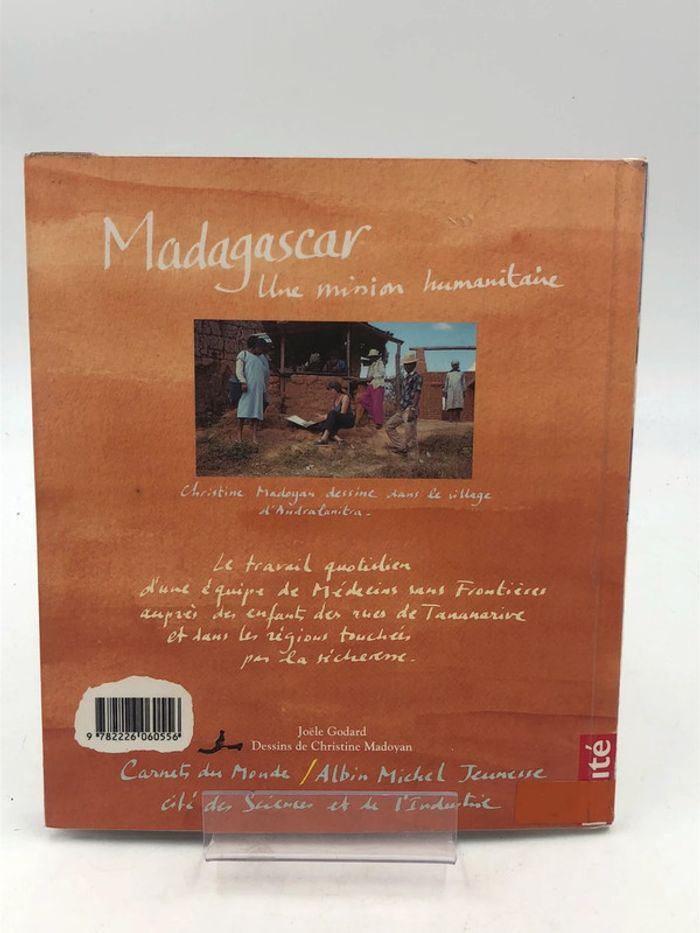 Madagascar
Une mission humanitaire
Christine Madoyan dessine dans le village
d'Andralanitra.
Le travail quotidien
d'une équipe de Médecins sans Frontières
auprès des enfants des rues de Tananarive
et dans les régions touchées
par la sécheresse.
9 782226 060556
Joëlle Godard
Dessins de Christine Madoyan
Carnets du Monde / Albin Michel Jeunesse
cité des Sciences et de l'Industrie
ité